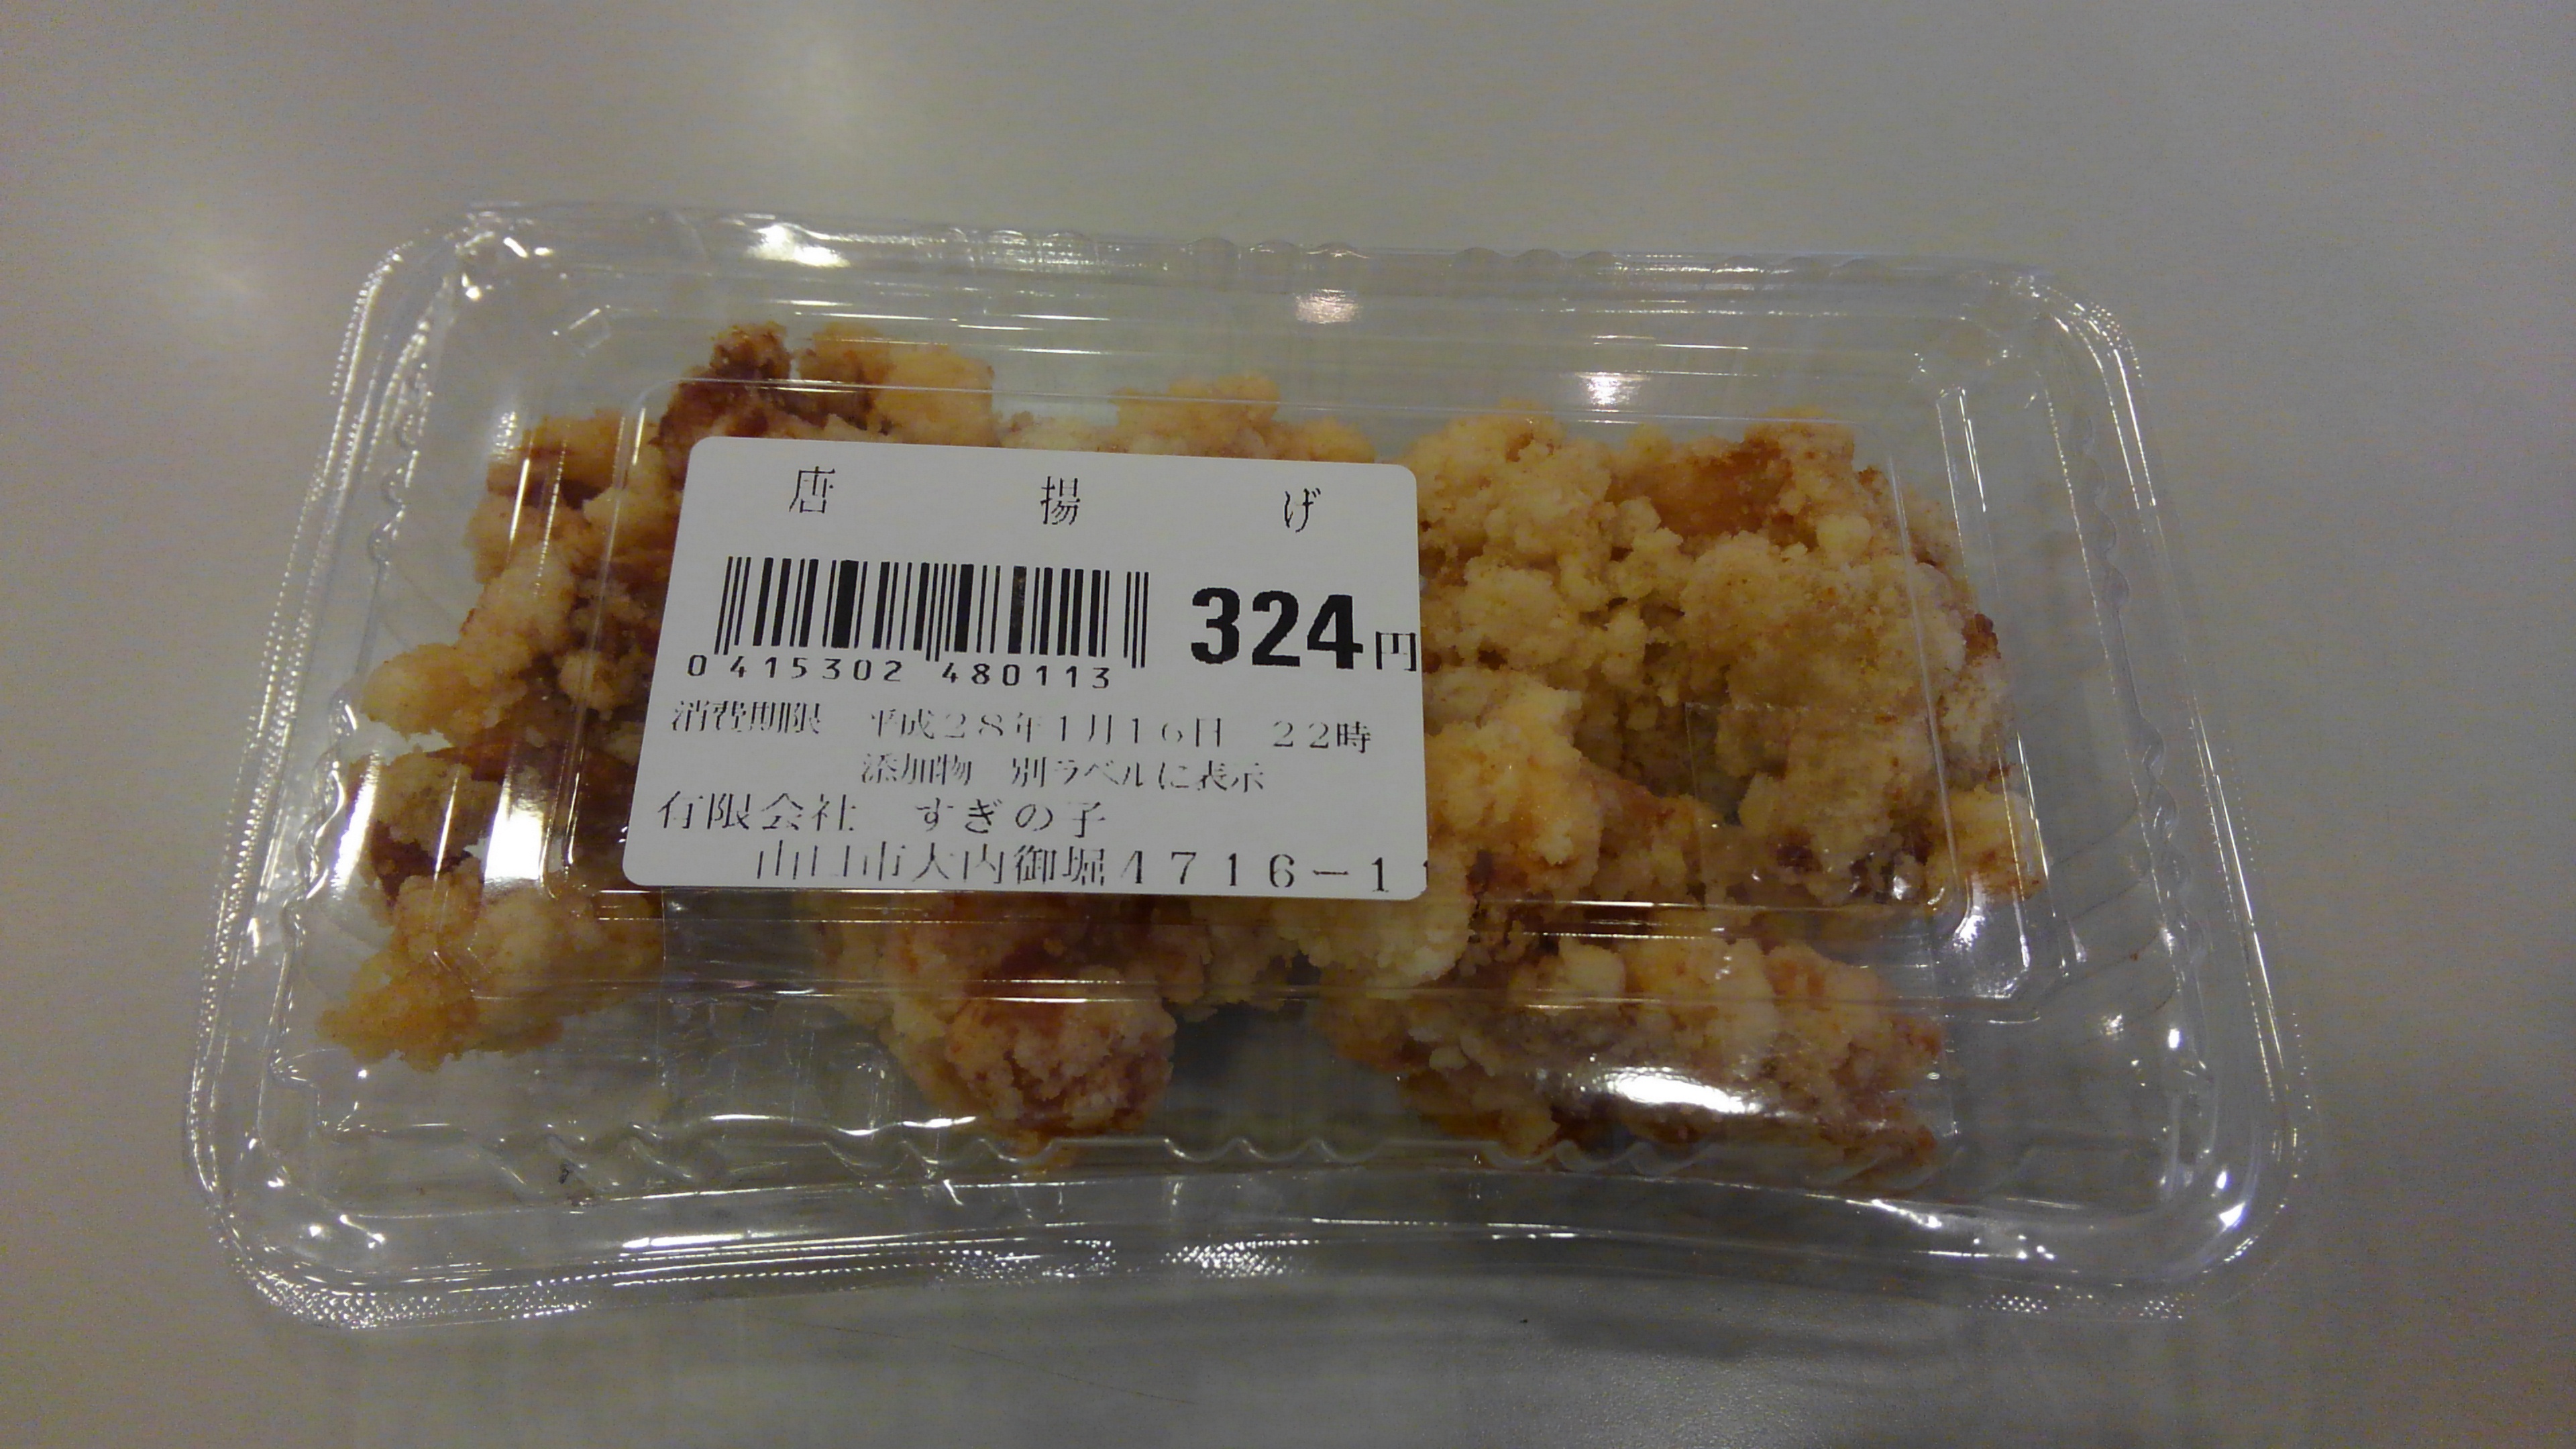 唐揚げ
324円
0 415302 480113
消費期限 平成28年1月16日 22時
添加物 別ラベルに表示
有限会社 すぎの子
山口市大内御堀4716-1